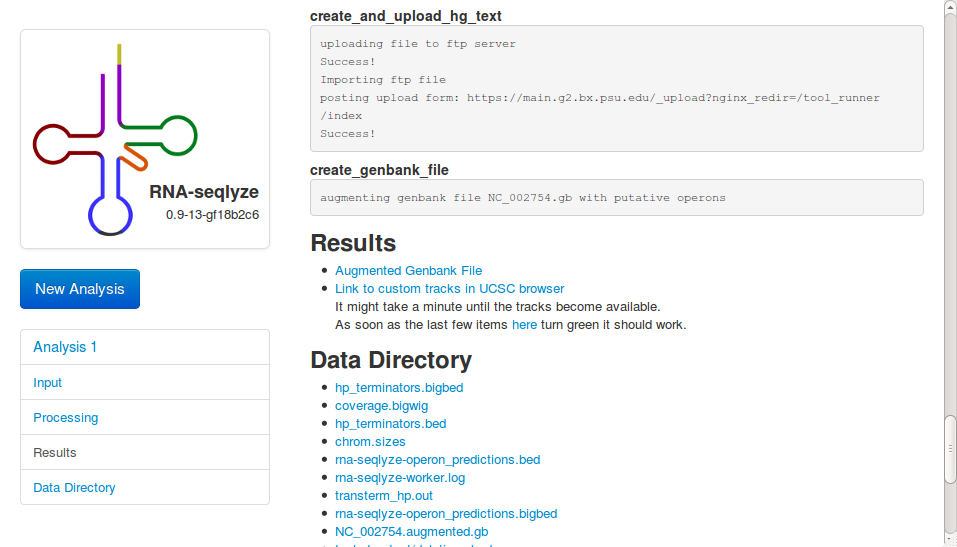 RNA-seqlyze
0.9-13-gf18b2c6
New Analysis
Analysis 1
Input
Processing
Results
Data Directory
create_and_upload_hg_text
uploading file to ftp server
Success!
Importing ftp file
posting upload form: https://main.g2.bx.psu.edu/_upload?nginx_redir=/tool_runner
/index
Success!
create_genbank_file
augmenting genbank file NC_002754.gb with putative operons
Results
Augmented Genbank File
Link to custom tracks in UCSC browser
It might take a minute until the tracks become available.
As soon as the last few items here turn green it should work.
Data Directory
hp_terminators.bigbed
coverage.bigwig
hp_terminators.bed
chrom.sizes
rna-seqlyze-operon_predictions.bed
rna-seqlyze-worker.log
transterm_hp.out
rna-seqlyze-operon_predictions.bigbed
NC_002754.augmented.gb